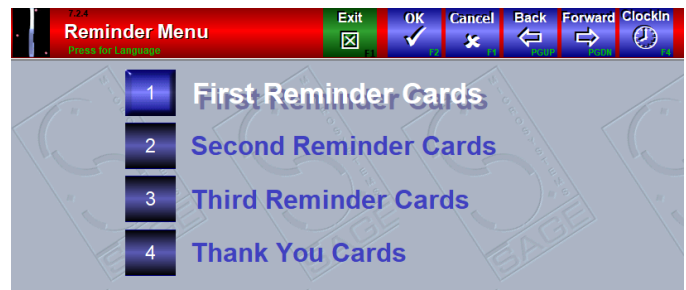 7.2.4
Reminder Menu
Press for Language
Exit
F1
OK
F2
Cancel
F1
Back
PGUP
Forward
PGDN
ClockIn
F4
1 First Reminder Cards
2 Second Reminder Cards
3 Third Reminder Cards
4 Thank You Cards
SAGE
SAGE